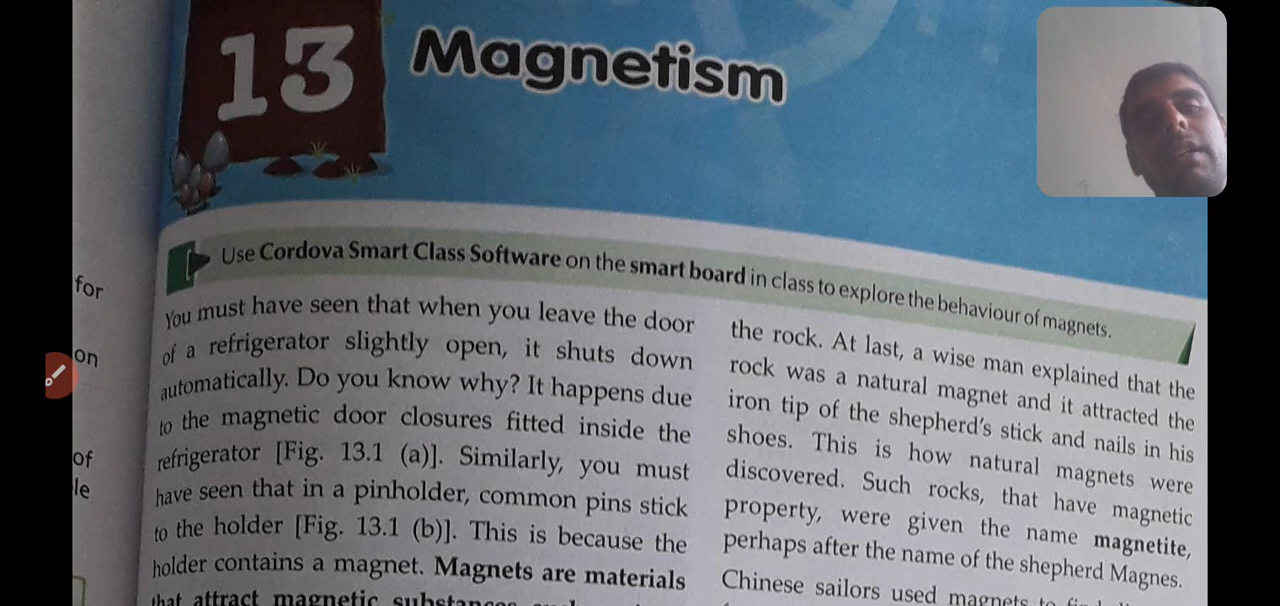 13
Magnetism
Use Cordova Smart Class Software on the smart board in class to explore the behaviour of magnets.
for
on
of
le
You must have seen that when you leave the door
of a refrigerator slightly open, it shuts down
automatically. Do you know why? It happens due
to the magnetic door closures fitted inside the
refrigerator [Fig. 13.1 (a)]. Similarly, you must
have seen that in a pinholder, common pins stick
to the holder [Fig. 13.1 (b)]. This is because the
holder contains a magnet. Magnets are materials
that attract magnetic
the rock. At last, a wise man explained that the
rock was a natural magnet and it attracted the
iron tip of the shepherd's stick and nails in his
shoes. This is how natural magnets were
discovered. Such rocks, that have magnetic
property, were given the name magnetite,
perhaps after the name of the shepherd Magnes.
Chinese sailors used magnets to